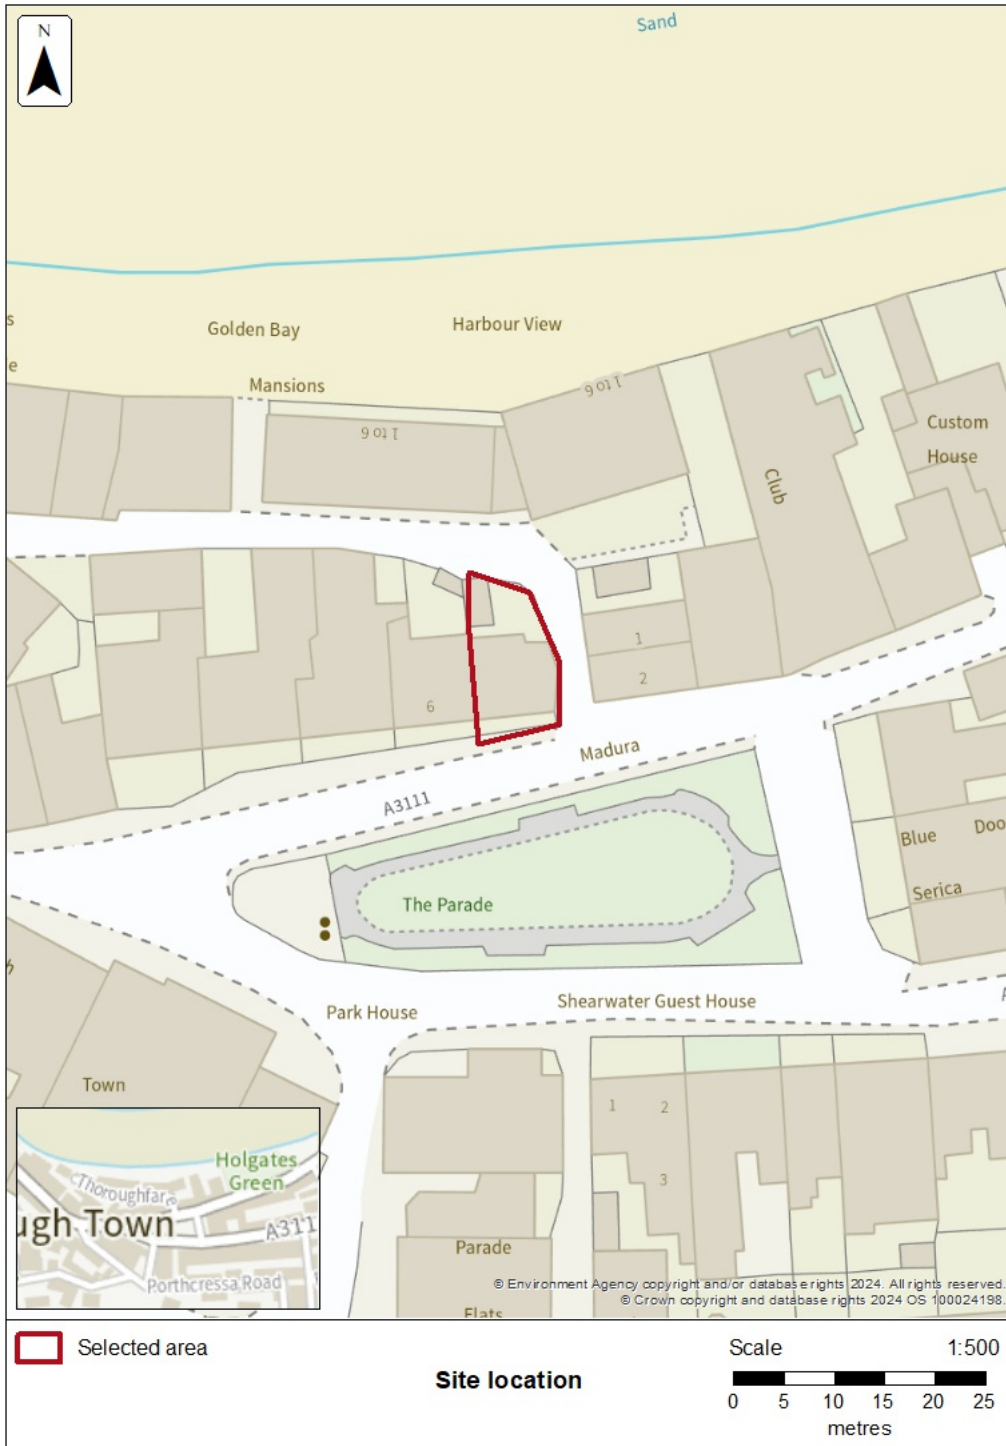 N
Sand
s
Golden Bay
Harbour View
e
Mansions
1 to 6
1 to 6
Custom
House
Club
1
2
6
Madura
A3111
Blue
Doo
The Parade
Serica
Park House
Shearwater Guest House
Town
1
2
3
Holgates
Green
Thoroughfare
ugh Town
A311
Porthcressa Road
Parade
Flats
© Environment Agency copyright and/or database rights 2024. All rights reserved.
© Crown copyright and database rights 2024 OS 100024198.
Selected area
Site location
Scale
1:500
0 5 10 15 20 25
metres